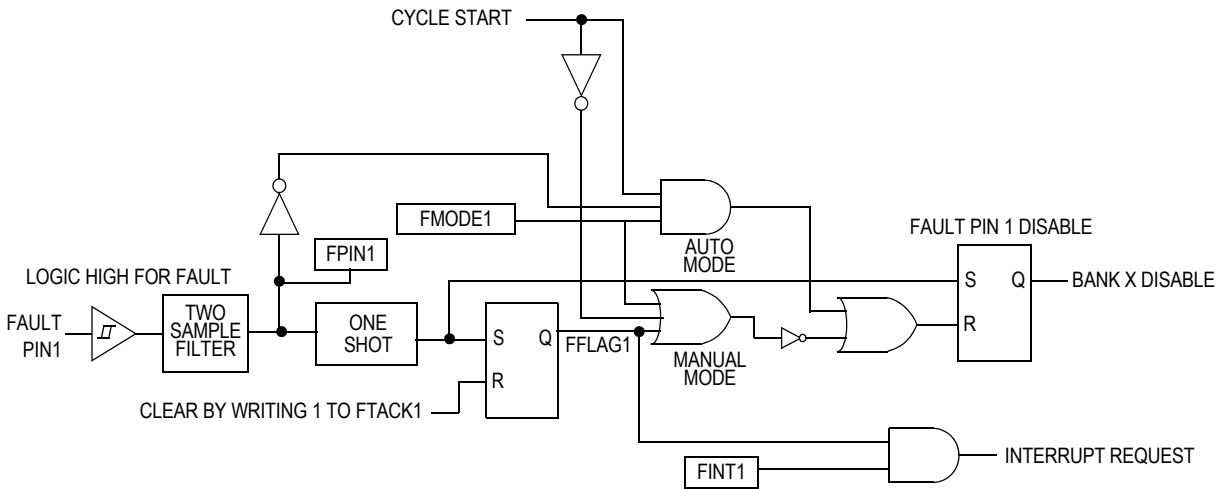 CYCLE START
FMODE1
FPIN1
AUTO
MODE
FAULT PIN 1 DISABLE
LOGIC HIGH FOR FAULT
S
Q
BANK X DISABLE
R
FAULT
PIN1
TWO
SAMPLE
FILTER
ONE
SHOT
S
Q
R
FFLAG1
MANUAL
MODE
CLEAR BY WRITING 1 TO FTACK1
FINT1
INTERRUPT REQUEST